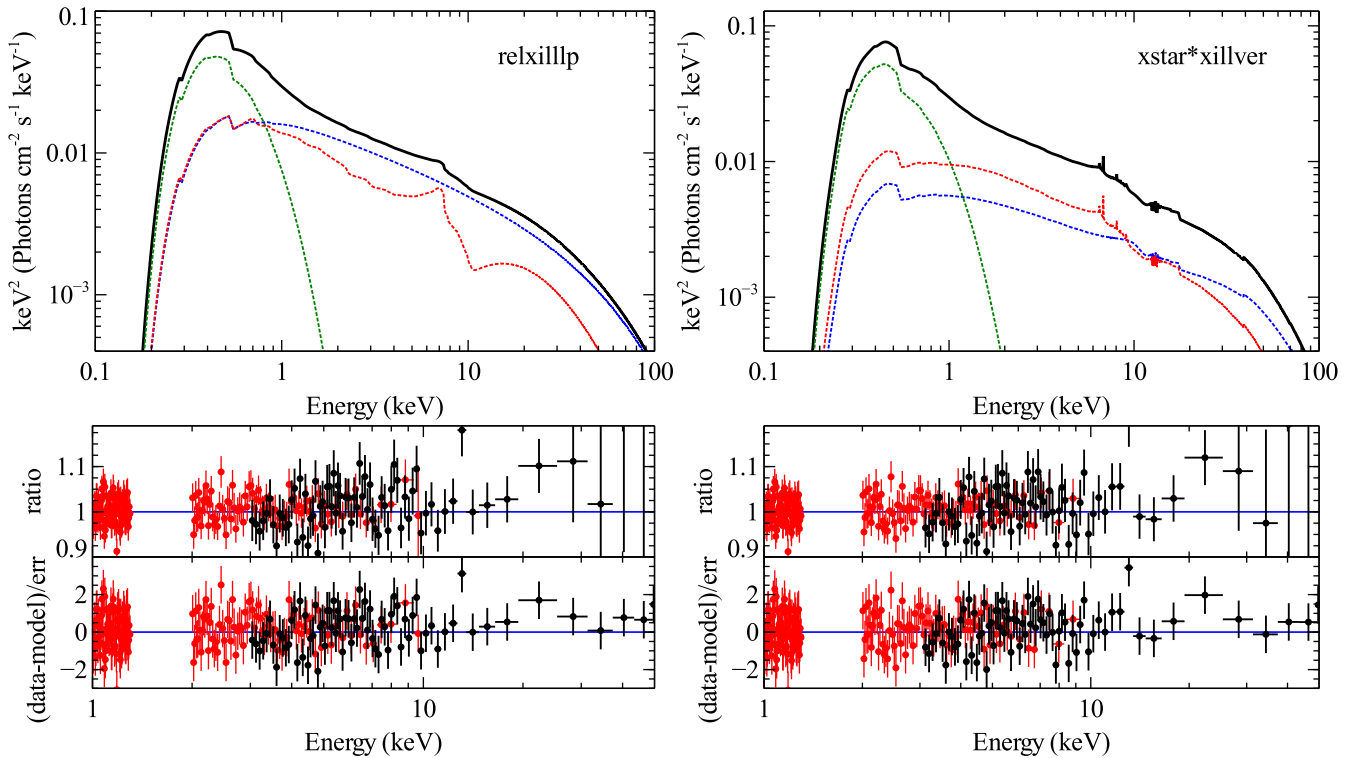 keV² (Photons cm⁻² s⁻¹ keV⁻¹)
0.1
0.01
10⁻³
relxilllp
0.1 1 10 100
Energy (keV)
keV² (Photons cm⁻² s⁻¹ keV⁻¹)
0.1
0.01
10⁻³
xstar*xillver
0.1 1 10 100
Energy (keV)
ratio
1.1
1
0.9
((data-model)/err
2
0
−2
1 10
Energy (keV)
ratio
1.1
1
0.9
((data-model)/err
2
0
−2
1 10
Energy (keV)